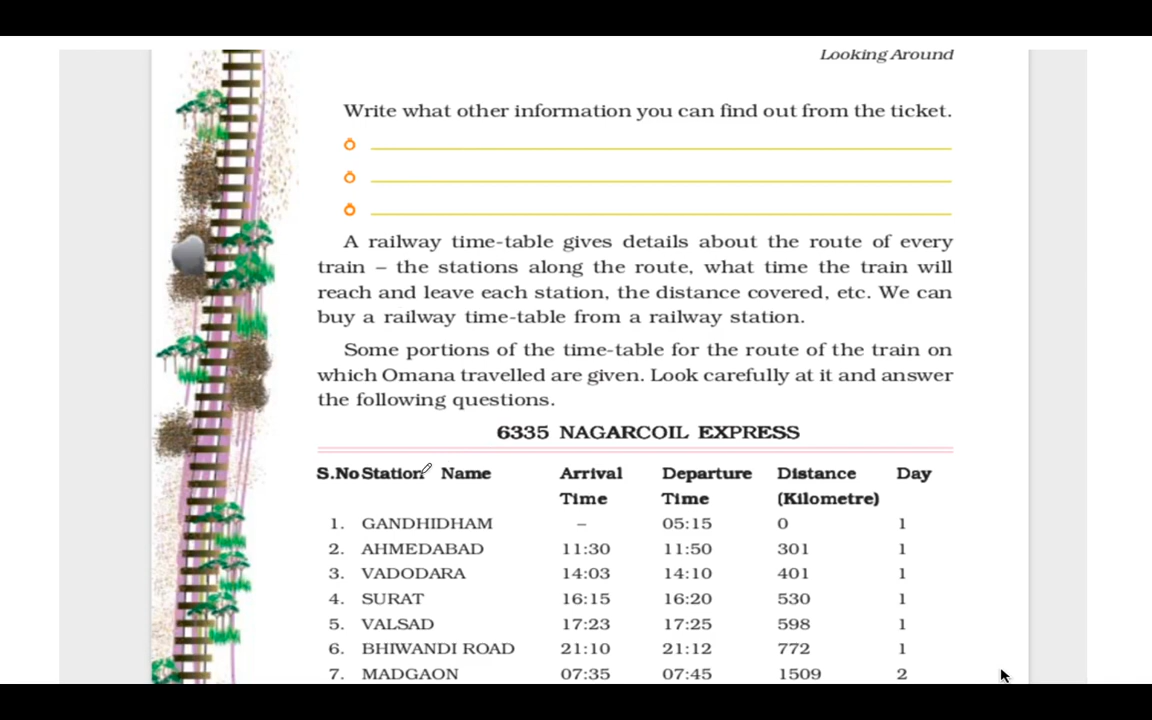 Looking Around
Write what other information you can find out from the ticket.
A railway time-table gives details about the route of every
train – the stations along the route, what time the train will
reach and leave each station, the distance covered, etc. We can
buy a railway time-table from a railway station.
Some portions of the time-table for the route of the train on
which Omana travelled are given. Look carefully at it and answer
the following questions.
6335 NAGARCOIL EXPRESS
S.No Station Name Arrival Departure Distance Day
Time Time (Kilometre)
1. GANDHIDHAM – 05:15 0 1
2. AHMEDABAD 11:30 11:50 301 1
3. VADODARA 14:03 14:10 401 1
4. SURAT 16:15 16:20 530 1
5. VALSAD 17:23 17:25 598 1
6. BHIWANDI ROAD 21:10 21:12 772 1
7. MADGAON 07:35 07:45 1509 2